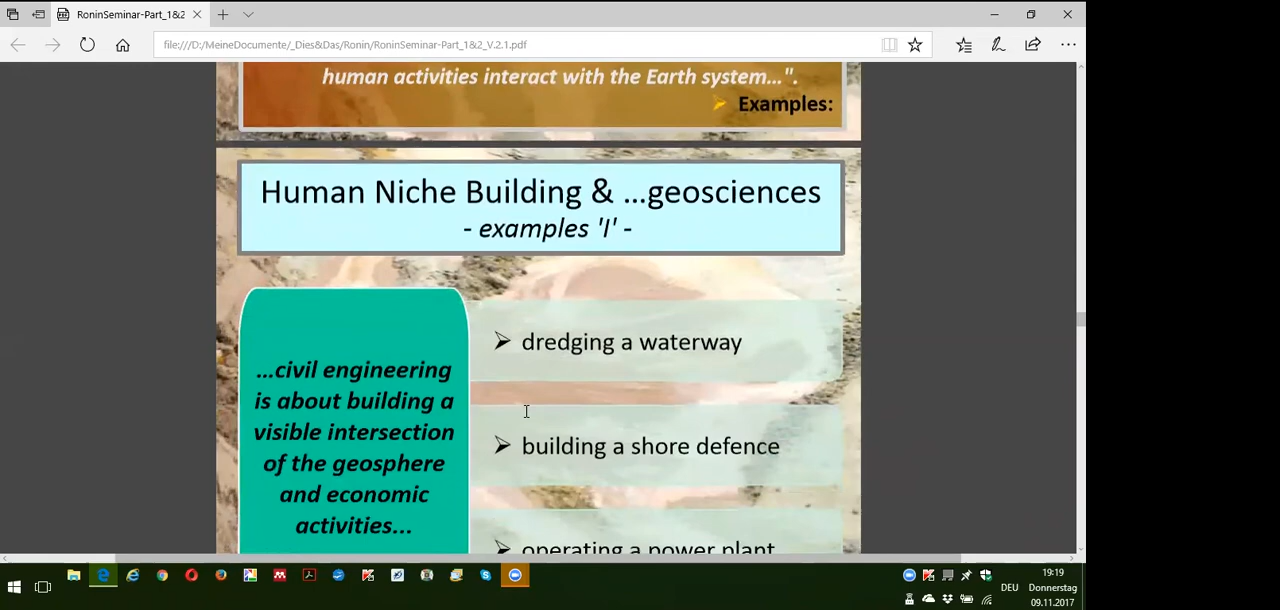 RoninSeminar-Part_1&2
file:///D:/MeineDocumente/_Dies&Das/Ronin/RoninSeminar-Part_1&2_V.2.1.pdf
human activities interact with the Earth system...".
Examples:
Human Niche Building & ...geosciences
- examples 'I' -
...civil engineering
is about building a
visible intersection
of the geosphere
and economic
activities...
dredging a waterway
building a shore defence
operating a power plant
DEU
19:19
Donnerstag
09.11.2017